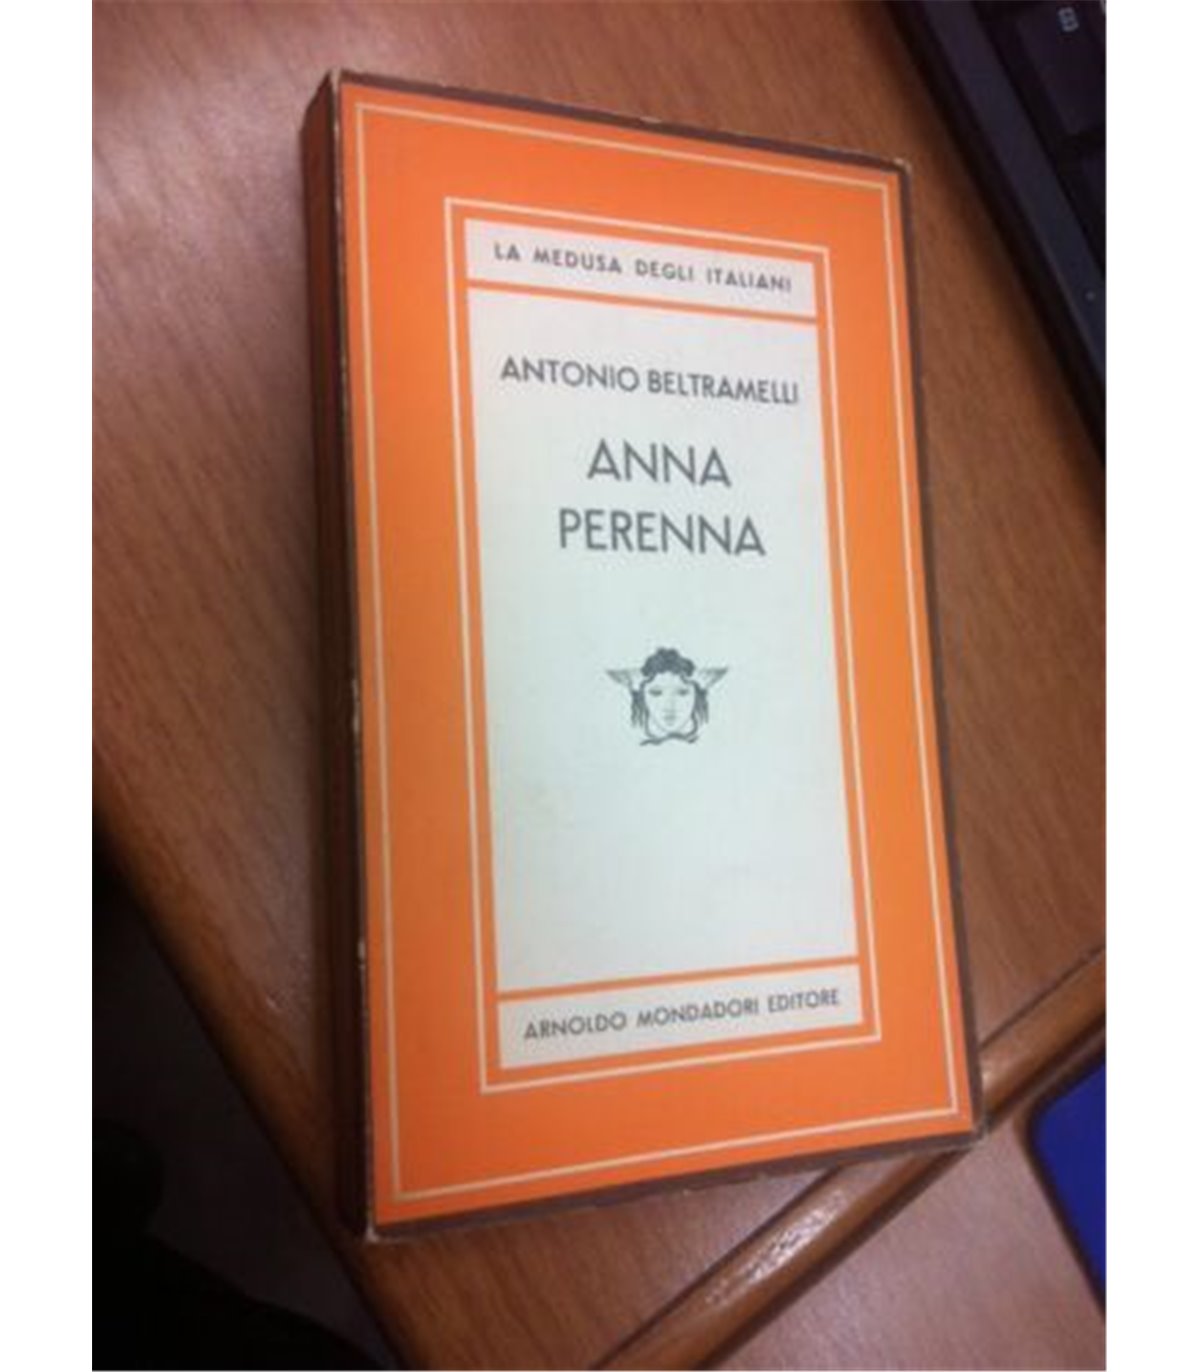 LA MEDUSA DEGLI ITALIANI
ANTONIO BELTRAMELLI
ANNA
PERENNA
ARNOLDO MONDADORI EDITORE